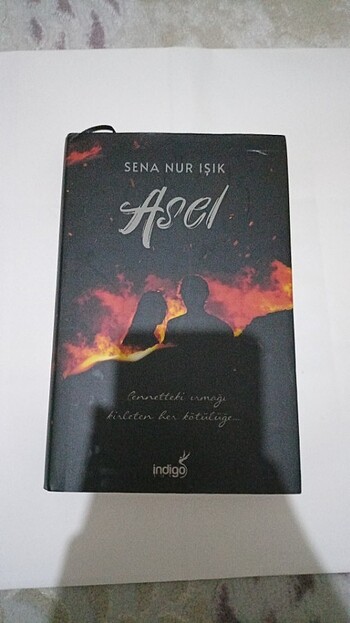 SENA NUR IŞIK
Asel
Cennetteki ırmağı
kirleten her kötülüğe...
indigo